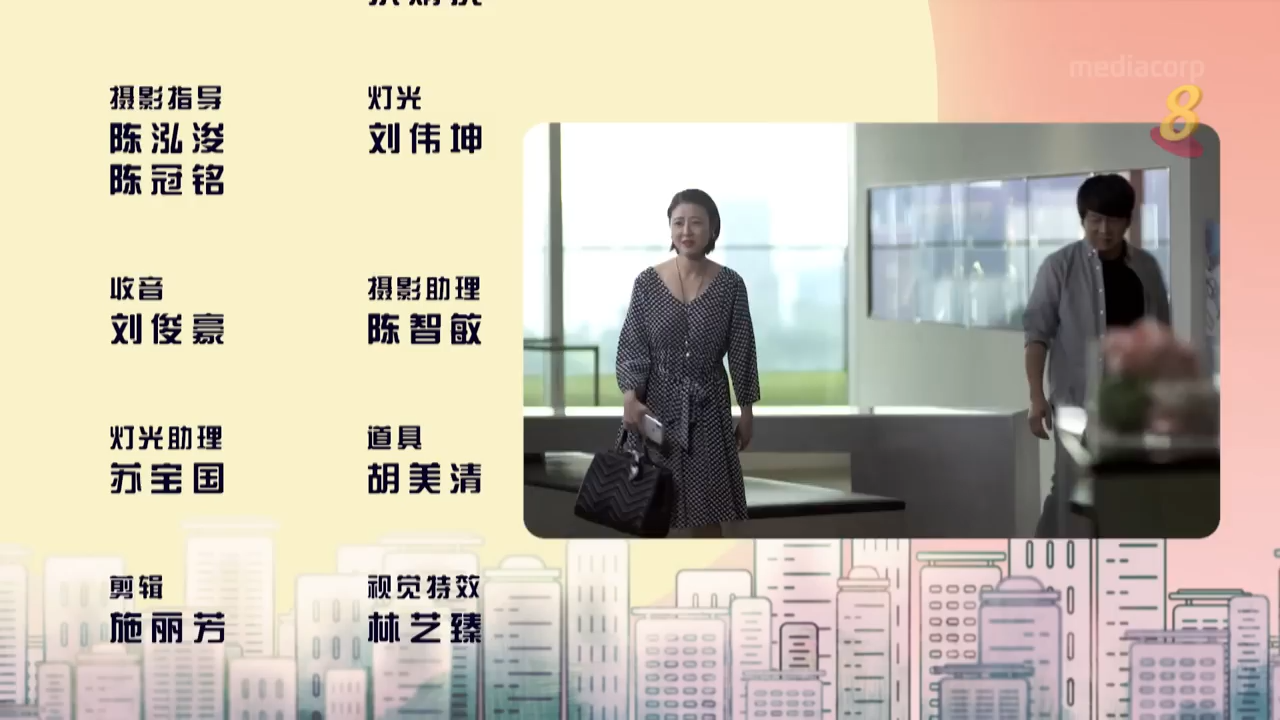 摄影指导
陈泓浚
陈冠铭
灯光
刘伟坤
收音
刘俊豪
摄影助理
陈智敏
灯光助理
苏宝国
道具
胡美清
剪辑
施丽芳
视觉特效
林艺臻
mediacorp
8